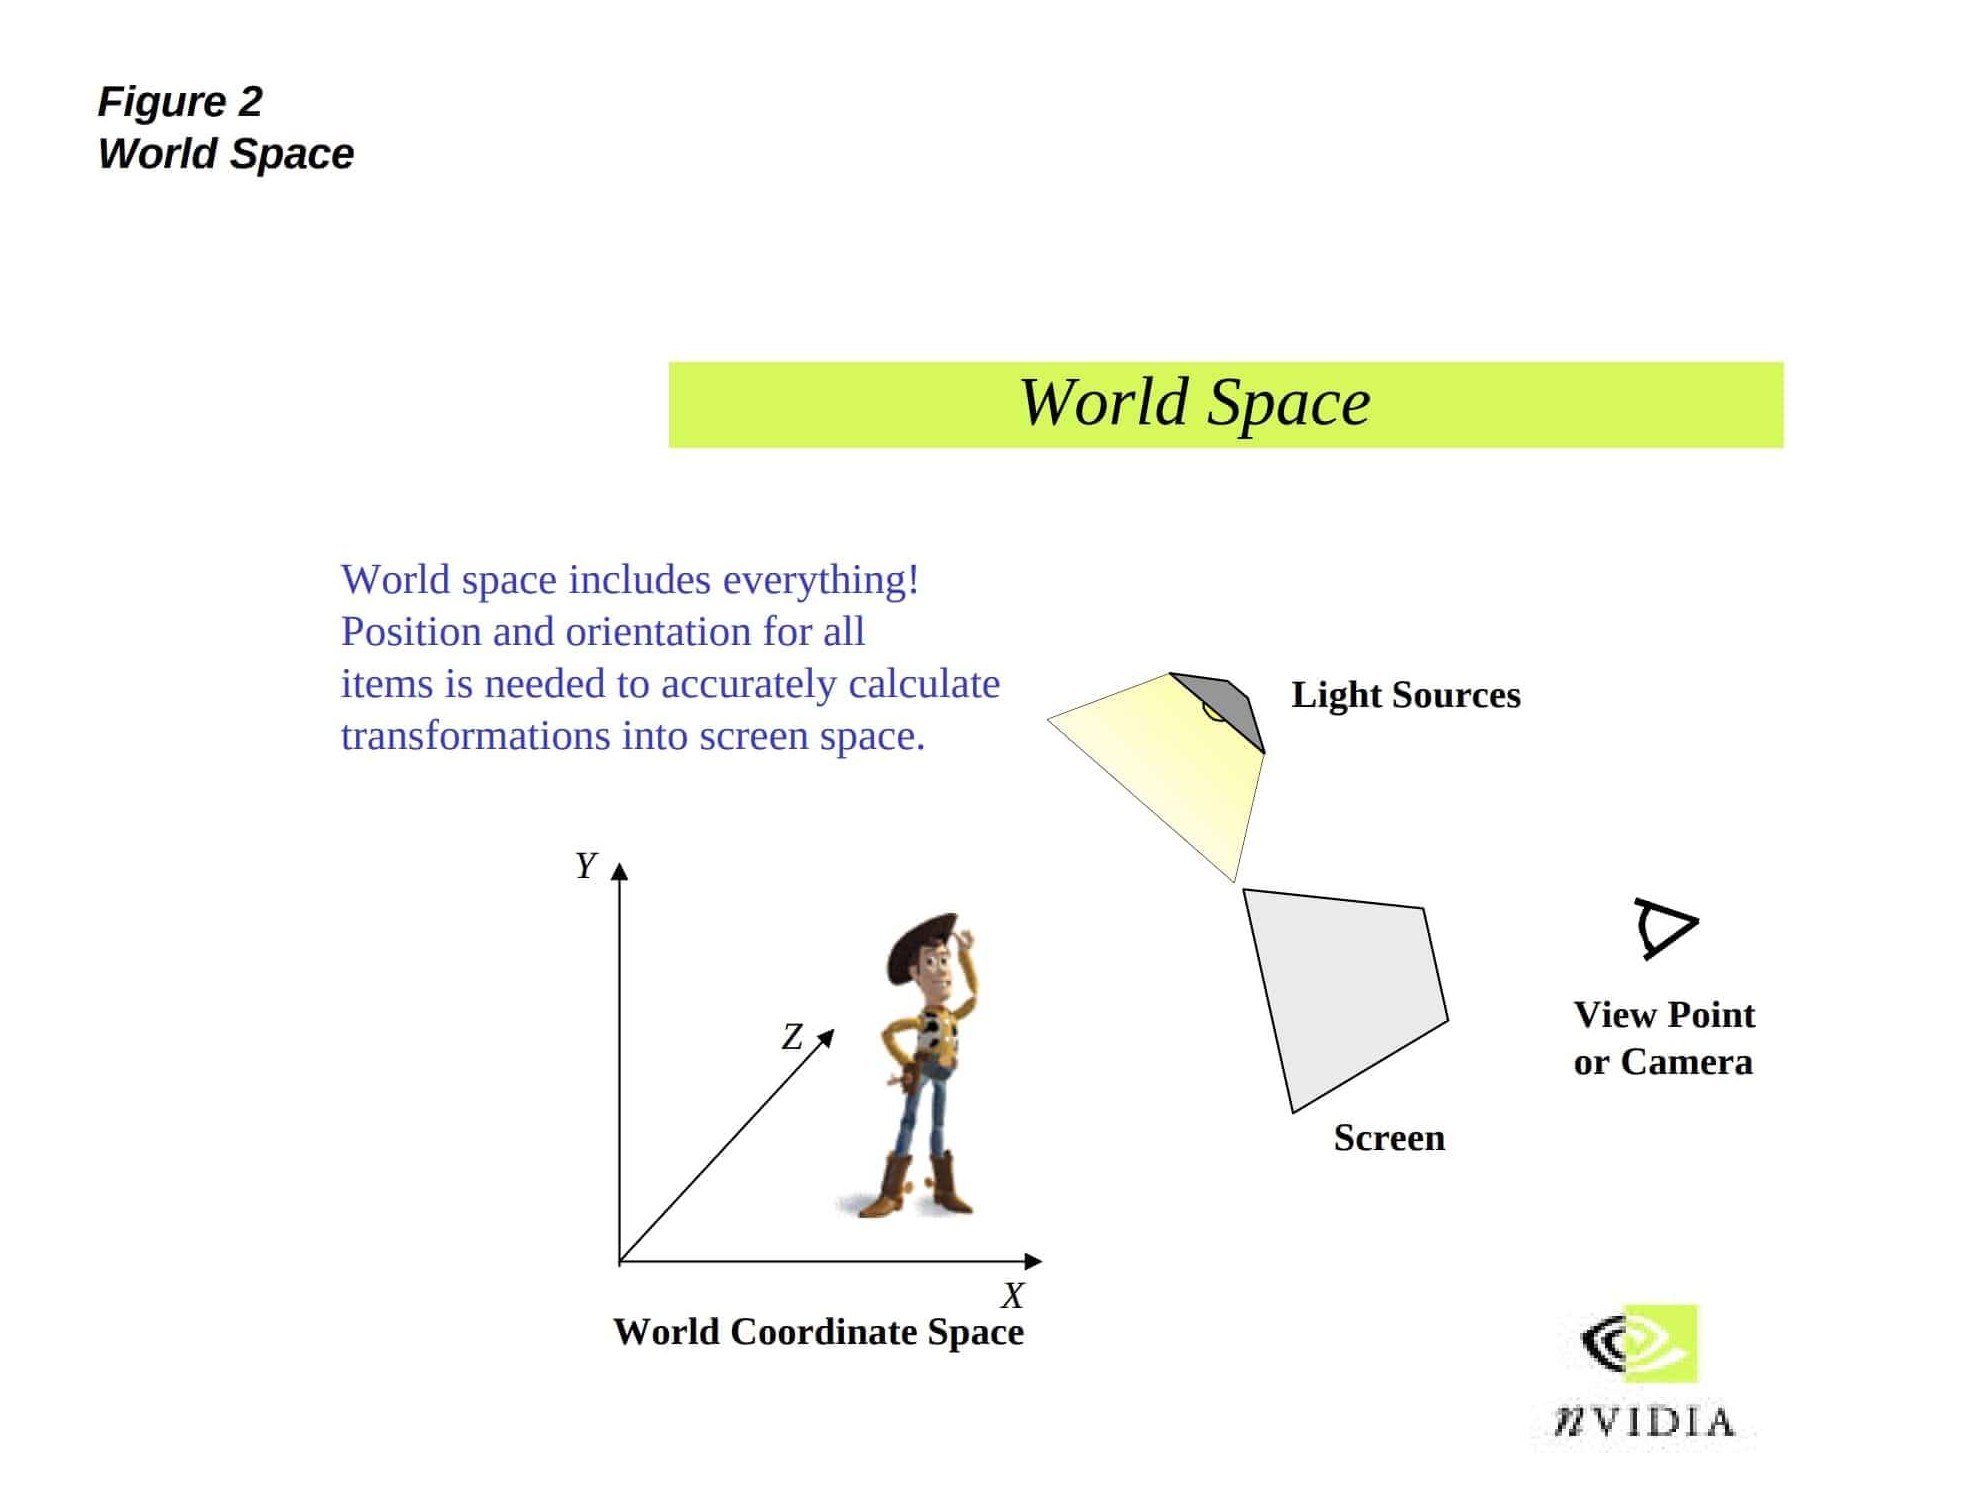 Figure 2
World Space
World Space
World space includes everything!
Position and orientation for all
items is needed to accurately calculate
transformations into screen space.
Light Sources
Y
Z
View Point
or Camera
Screen
X
World Coordinate Space
nVIDIA